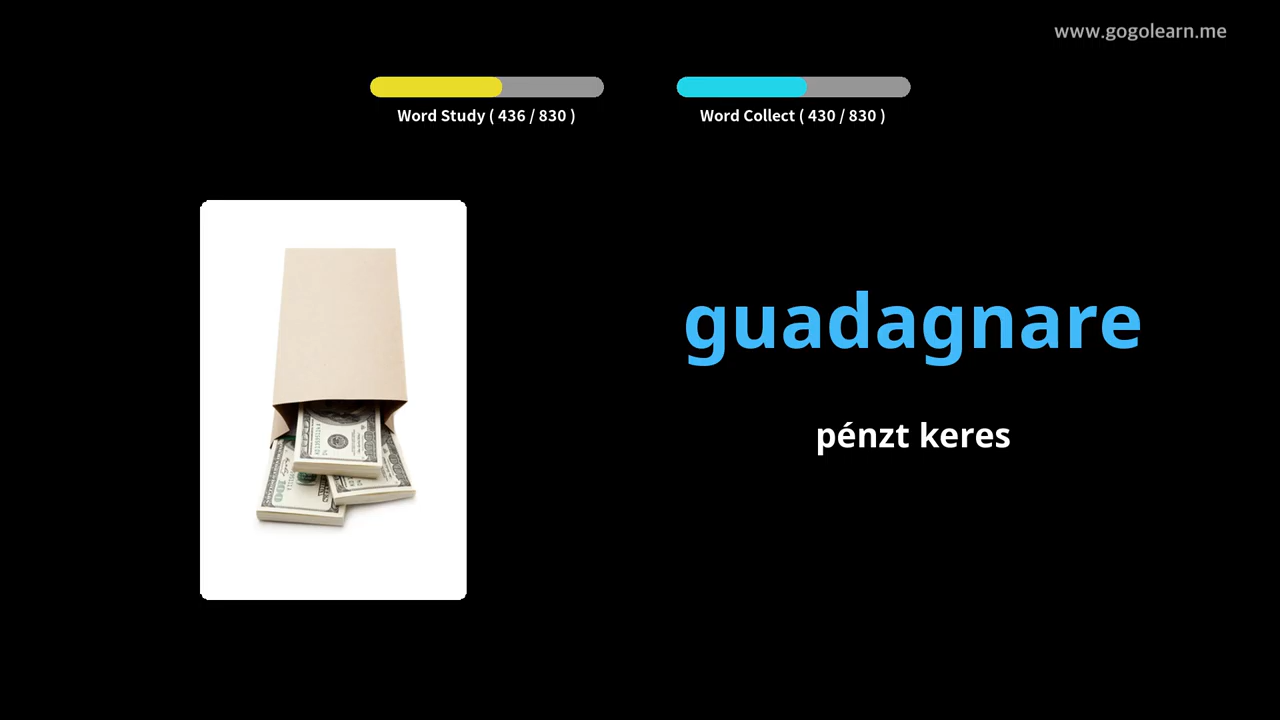 www.gogolearn.me
Word Study ( 436 / 830 )
Word Collect ( 430 / 830 )
guadagnare
pénzt keres